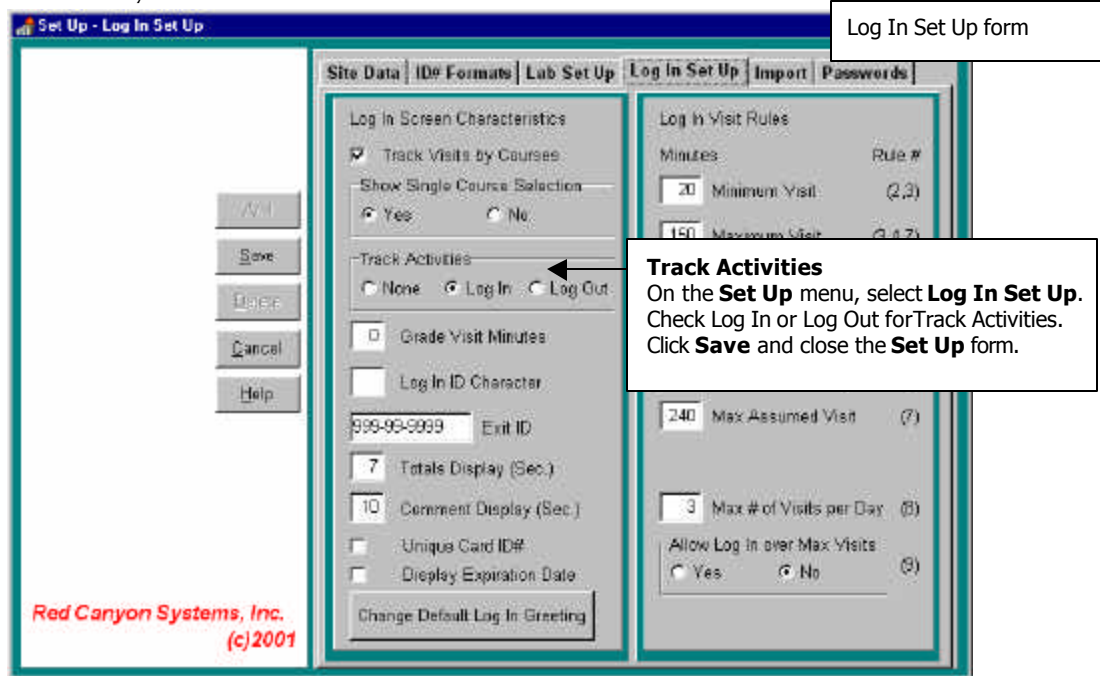 Set Up - Log In Set Up
Log In Set Up form
Site Data ID# Formats Lab Set Up Log In Set Up Import Passwords
Log In Screen Characteristics
Track Visits by Courses
Show Single Course Selection
Yes No
Track Activities
None Log In Log Out
0 Grade Visit Minutes
Log In ID Character
999-99-9999 Exit ID
7 Totals Display (Sec.)
10 Comment Display (Sec.)
Unique Card ID#
Display Expiration Date
Change Default Log In Greeting
Log In Visit Rules
Minutes Rule #
20 Minimum Visit (2,3)
150 Maximum Visit (3,4,7)
Track Activities
On the Set Up menu, select Log In Set Up.
Check Log In or Log Out forTrack Activities.
Click Save and close the Set Up form.
240 Max Assumed Visit (7)
3 Max # of Visits per Day (8)
Allow Log In over Max Visits
Yes No (9)
Add
Save
Delete
Cancel
Help
Red Canyon Systems, Inc.
(c)2001